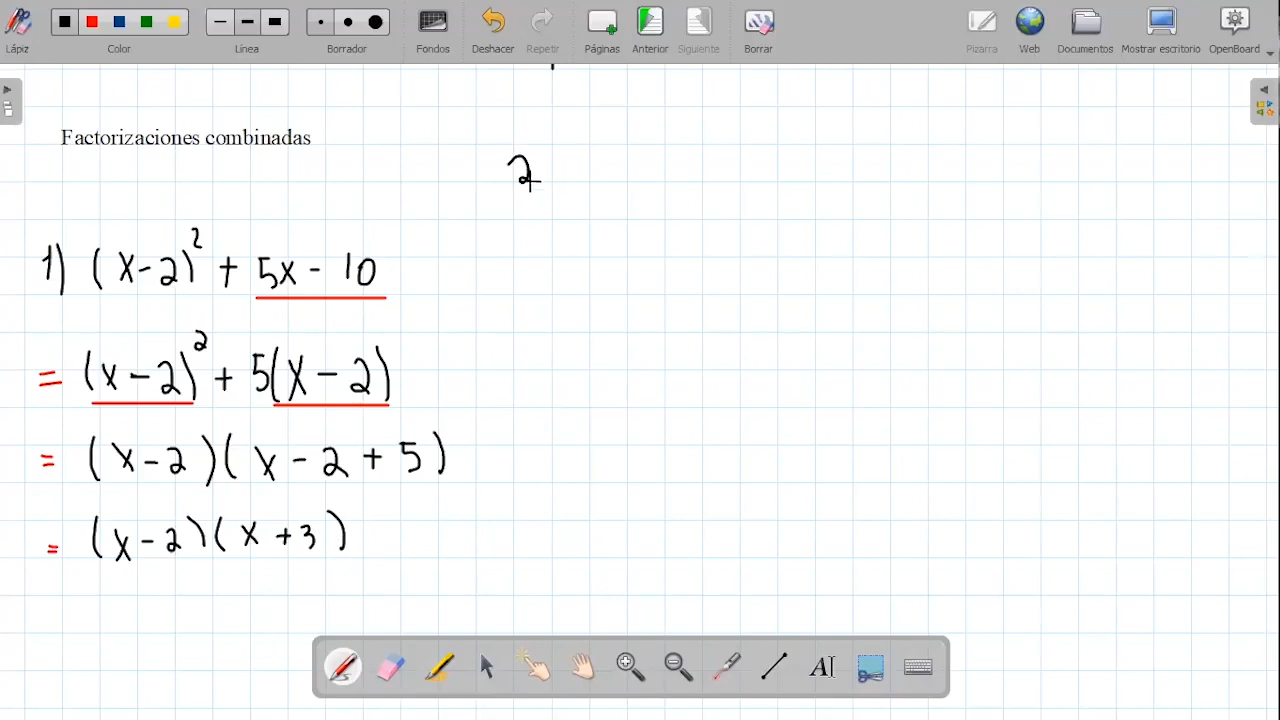 Lápiz Color Línea Borrador Fondos Deshacer Repetir Páginas Anterior Siguiente Borrar Pizarra Web Documentos Mostrar escritorio OpenBoard
Factorizaciones combinadas
2
1) (x-2)² + 5x - 10
= (x-2)² + 5(x-2)
= (x-2)(x-2+5)
= (x-2)(x+3)
AI